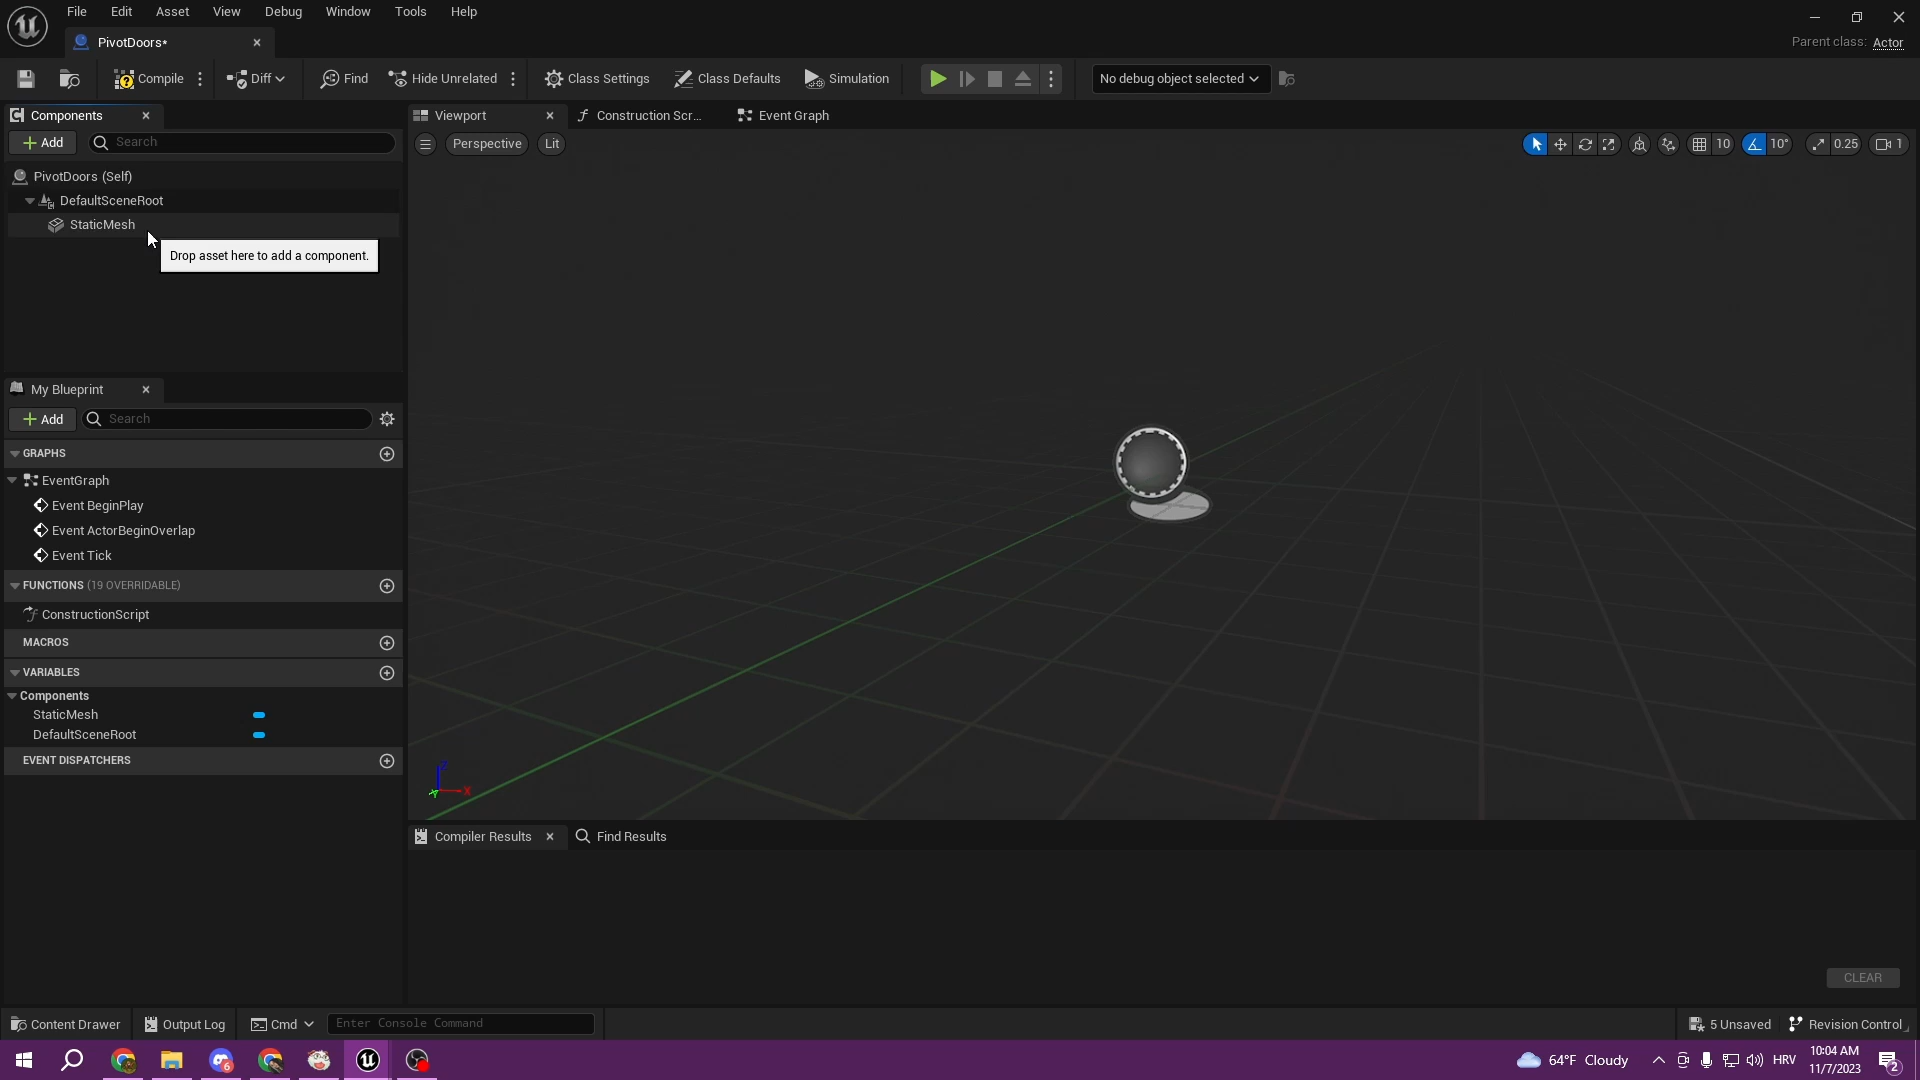 File Edit Asset View Debug Window Tools Help
PivotDoors*
Parent class: Actor
Compile Diff Find Hide Unrelated Class Settings Class Defaults Simulation No debug object selected
Components
Viewport Construction Scr... Event Graph
Add Search
Perspective Lit 10 10° 0.25 1
PivotDoors (Self)
DefaultSceneRoot
StaticMesh
Drop asset here to add a component.
My Blueprint
Add Search
GRAPHS
EventGraph
Event BeginPlay
Event ActorBeginOverlap
Event Tick
FUNCTIONS (19 OVERRIDABLE)
ConstructionScript
MACROS
VARIABLES
Components
StaticMesh
DefaultSceneRoot
EVENT DISPATCHERS
Z
X
Y
Compiler Results Find Results
CLEAR
Content Drawer Output Log Cmd Enter Console Command 5 Unsaved Revision Control
6 64°F Cloudy HRV 10:04 AM
11/7/2023 2